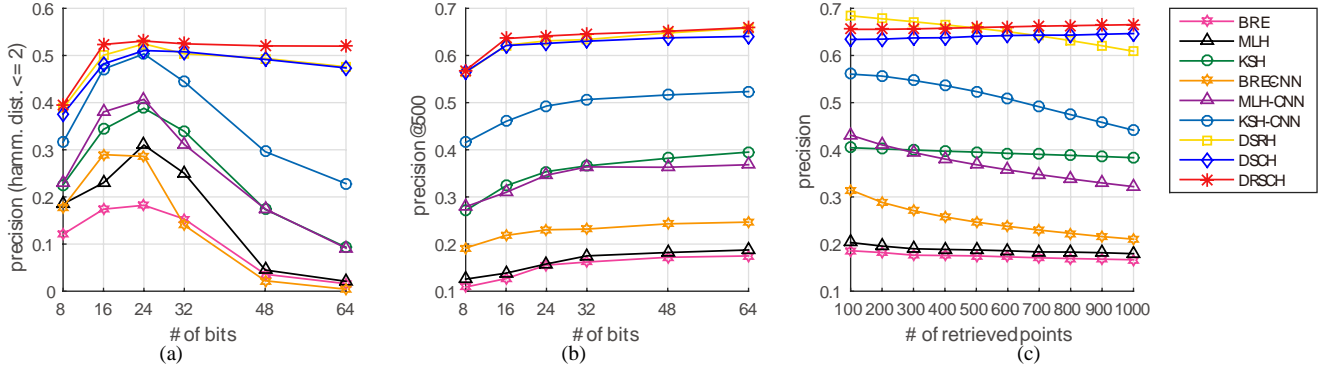 precision (hamm. dist. <= 2)
0.6
0.5
0.4
0.3
0.2
0.1
0
8 16 24 32 48 64
# of bits
(a)
precision @500
0.7
0.6
0.5
0.4
0.3
0.2
0.1
8 16 24 32 48 64
# of bits
(b)
precision
0.7
0.6
0.5
0.4
0.3
0.2
0.1
100 200 300 400 500 600 700 800 900 1000
# of retrieved points
(c)
BRE
MLH
KSH
BRECNN
MLH-CNN
KSH-CNN
DSRH
DSCH
DRSCH